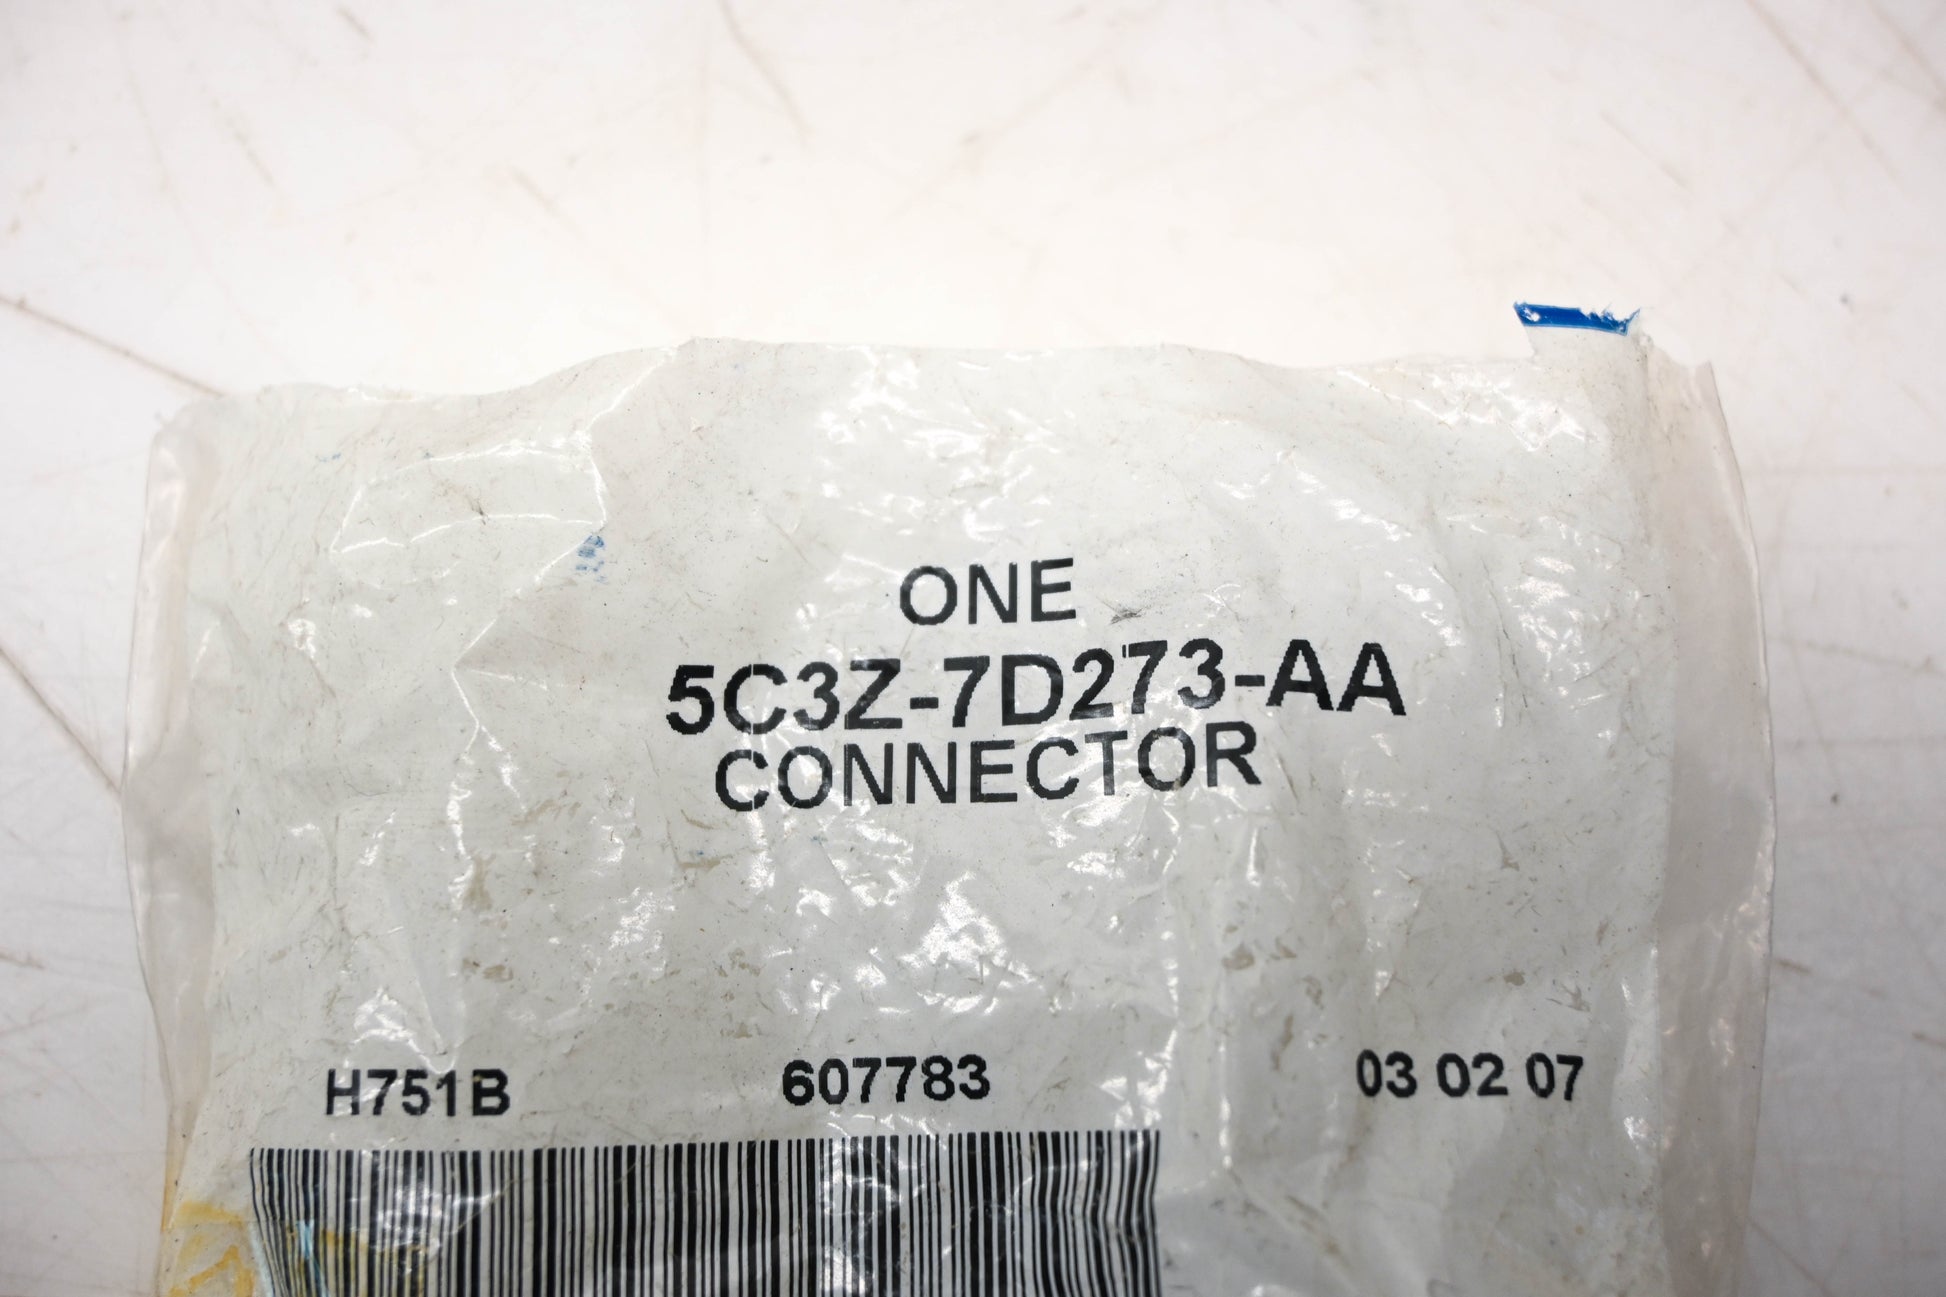 ONE
5C3Z-7D273-AA
CONNECTOR
H751B 607783 03 02 07